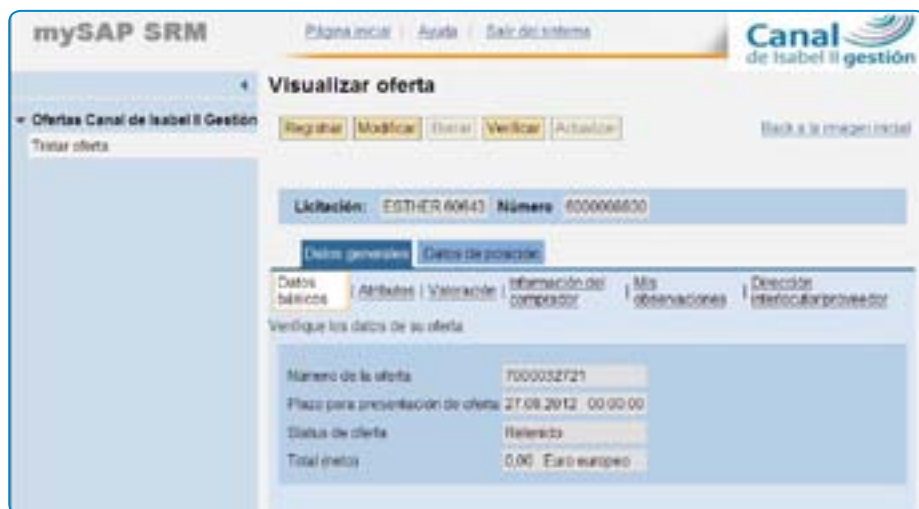 mySAP SRM
Página inicial | Ayuda | Salir del sistema
Canal
de Isabel II gestión
Visualizar oferta
Ofertas Canal de Isabel II Gestión
Tratar oferta
Registrar Modificar Borrar Verificar Actualizar
Back a la imagen inicial
Licitación: ESTHER 60643 Número
Datos generales Datos de posición
Datos básicos | Atributos | Valoración | Información del comprador | Mis observaciones | Dirección interlocutor/proveedor
Verifique los datos de su oferta
Número de la oferta 7000032721
Plazo para presentación de oferta 27.08.2012 00:00:00
Status de oferta Retenido
Total (neto) 0,00 Euro europeo